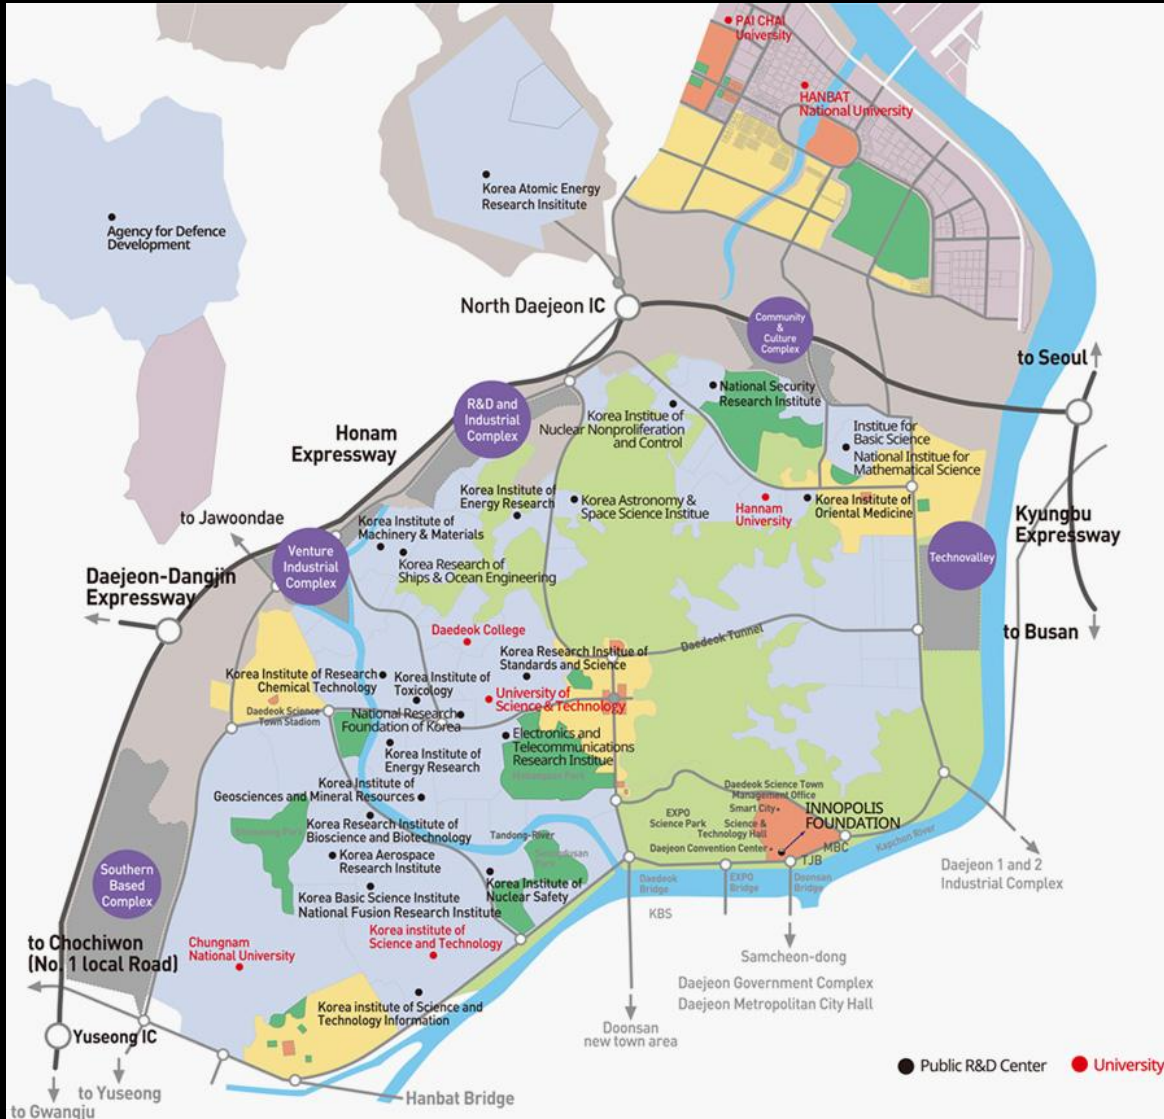 PAI CHAI
University
HANBAT
National University
Korea Atomic Energy
Research Insititute
Agency for Defence
Development
North Daejeon IC
Community
&
Culture
Complex
to Seoul
R&D and
Industrial
Complex
National Security
Research Institute
Korea Institue of
Nuclear Nonproliferation
and Control
Institue for
Basic Science
National Institue for
Mathematical Science
Honam
Expressway
Korea Institute of
Energy Research
Korea Astronomy &
Space Science Institue
Hannam
University
Korea Institute of
Oriental Medicine
Kyungbu
Expressway
to Jawoondae
Korea Institute of
Machinery & Materials
Korea Research of
Ships & Ocean Engineering
Venture
Industrial
Complex
Technovalley
Daejeon-Dangjin
Expressway
to Busan
Daedeok College
Daedeok Tunnel
Korea Research Institue of
Standards and Science
Korea Institute of Research
Chemical Technology
Korea Institute of
Toxicology
University of
Science & Technology
Daedeok Science
Town Stadiom
National Research
Foundation of Korea
Electronics and
Telecommunications
Research Institue
Korea Institute of
Energy Research
Korea Institute of
Geosciences and Mineral Resources
Daedeok Science Town
Management Office
Smart City
INNOPOLIS
FOUNDATION
EXPO
Science Park
Science &
Technology Hall
Daejeon Convention Center
MBC
TJB
Kapchun River
Korea Research Institute of
Bioscience and Biotechnology
Tandong-River
Park
Korea Aerospace
Research Institute
Korea Institute of
Nuclear Safety
Korea Basic Science Institute
National Fusion Research Institute
Daedeok
Bridge
EXPO
Bridge
Doonsan
Bridge
KBS
Daejeon 1 and 2
Industrial Complex
Southern
Based
Complex
to Chochiwon
(No. 1 local Road)
Chungnam
National University
Korea institute of
Science and Technology
Samcheon-dong
Daejeon Government Complex
Daejeon Metropolitan City Hall
Korea institute of Science and
Technology Information
Doonsan
new town area
Yuseong IC
to Yuseong
to Gwangju
Hanbat Bridge
Public R&D Center
University